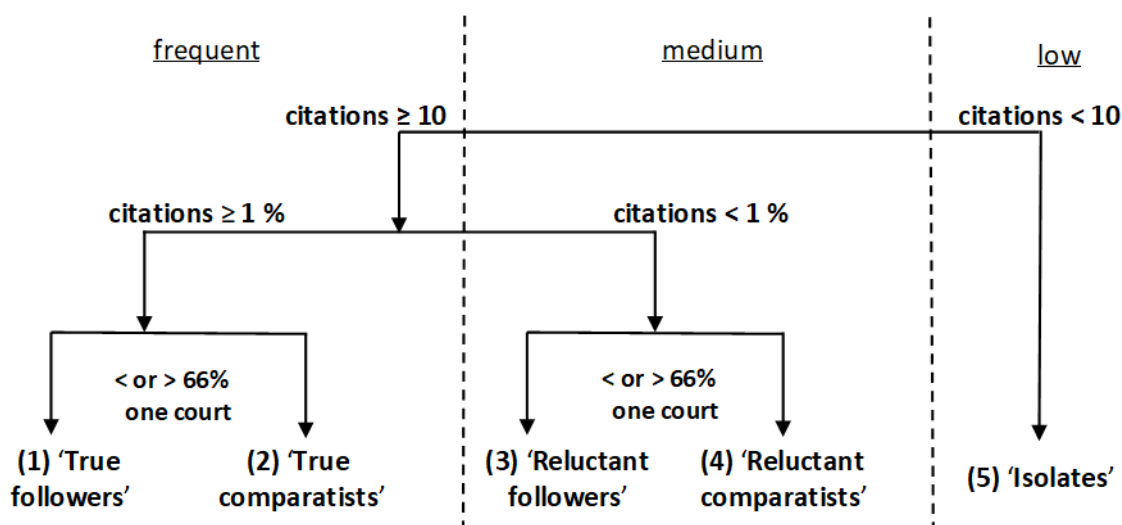 frequent
medium
low
citations ≥ 10
citations < 10
citations ≥ 1 %
citations < 1 %
< or > 66%
one court
< or > 66%
one court
(1) ‘True
followers’
(2) ‘True
comparatists’
(3) ‘Reluctant
followers’
(4) ‘Reluctant
comparatists’
(5) ‘Isolates’